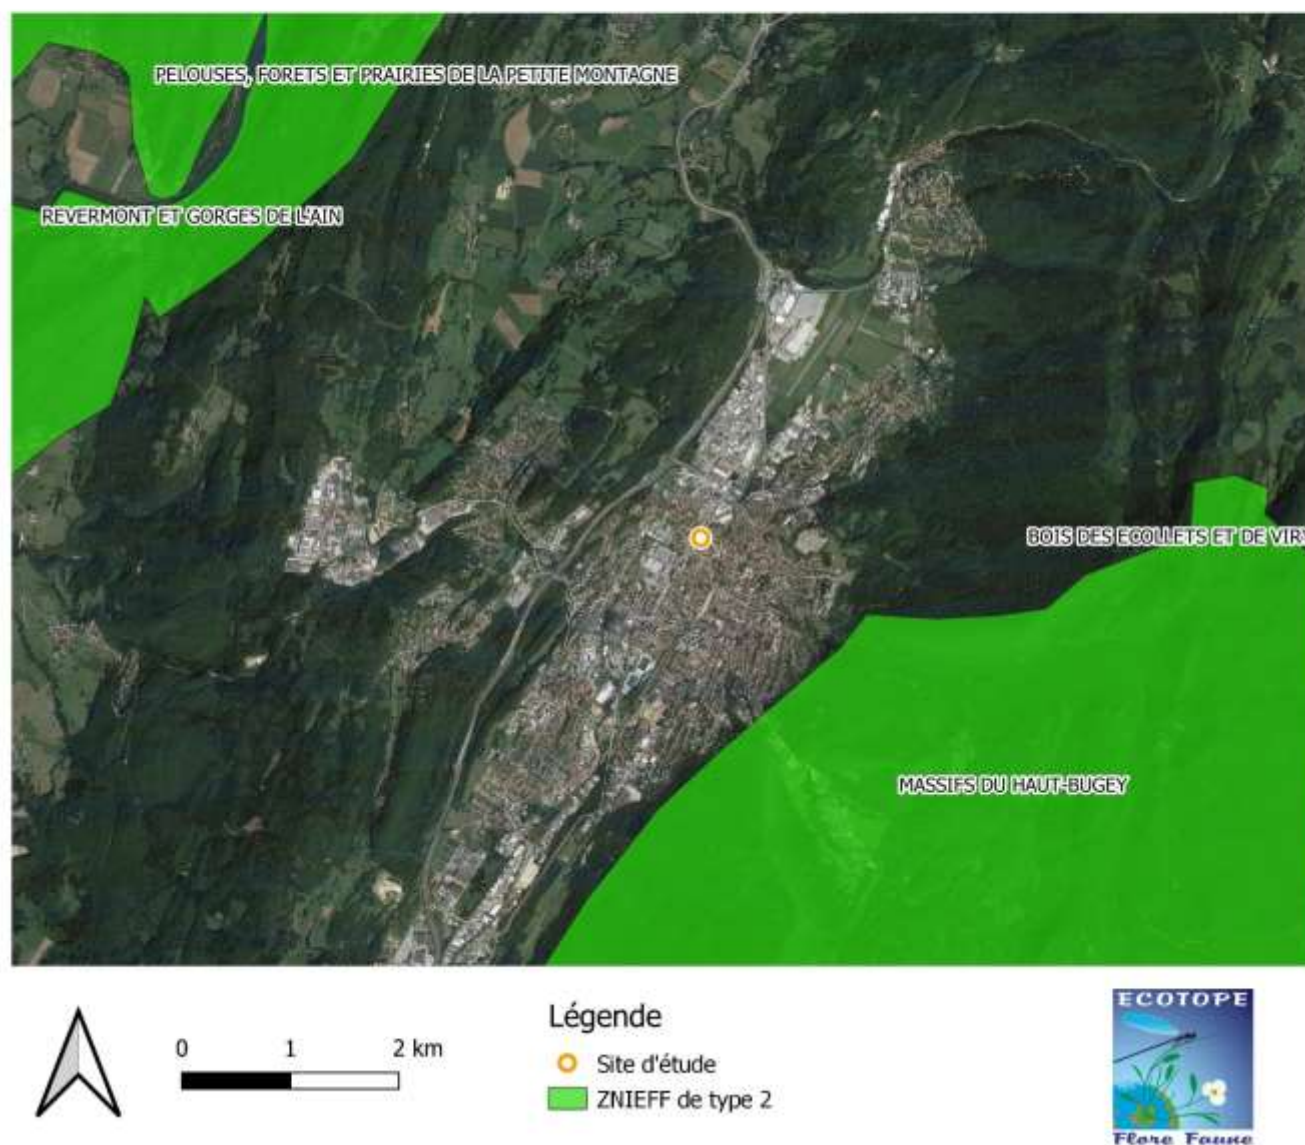 PELOUSES, FORETS ET PRAIRIES DE LA PETITE MONTAGNE
REVERMONT ET GORGES DE L'AIN
BOIS DES ECOLLETS ET DE VIRY
MASSIFS DU HAUT-BUGEY
0 1 2 km
Légende
Site d'étude
ZNIEFF de type 2
ECOTOPE
Flore Faune